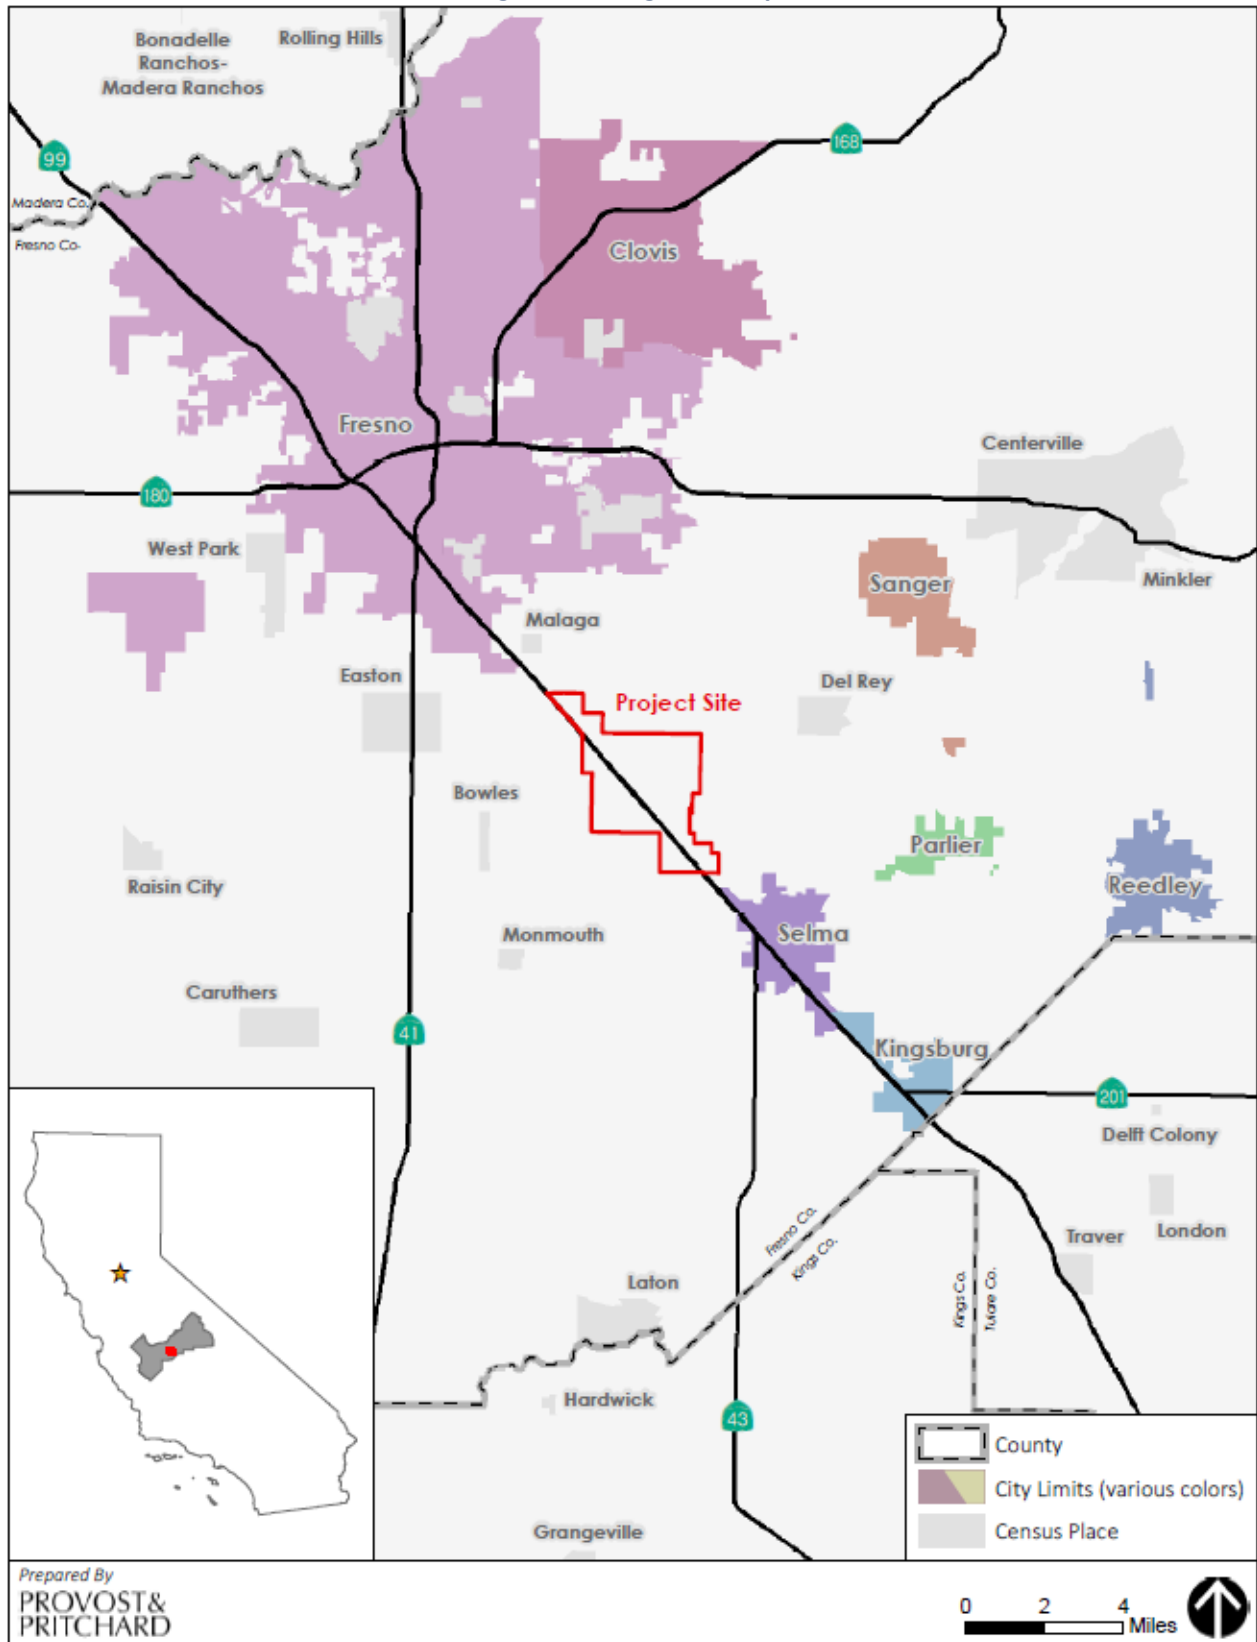 Bonadelle
Ranchos-
Madera Ranchos
Rolling Hills
99
168
Madera Co.
Fresno Co.
Clovis
Fresno
Centerville
180
West Park
Minkler
Sanger
Malaga
Easton
Del Rey
Project Site
Bowles
Parlier
Raisin City
Reedley
Monmouth
Selma
Caruthers
41
Kingsburg
201
Delft Colony
Fresno Co.
Kings Co.
Traver
London
Laton
Kings Co.
Tulare Co.
Hardwick
43
County
City Limits (various colors)
Census Place
Grangeville
Prepared By
PROVOST&
PRITCHARD
0 2 4
Miles